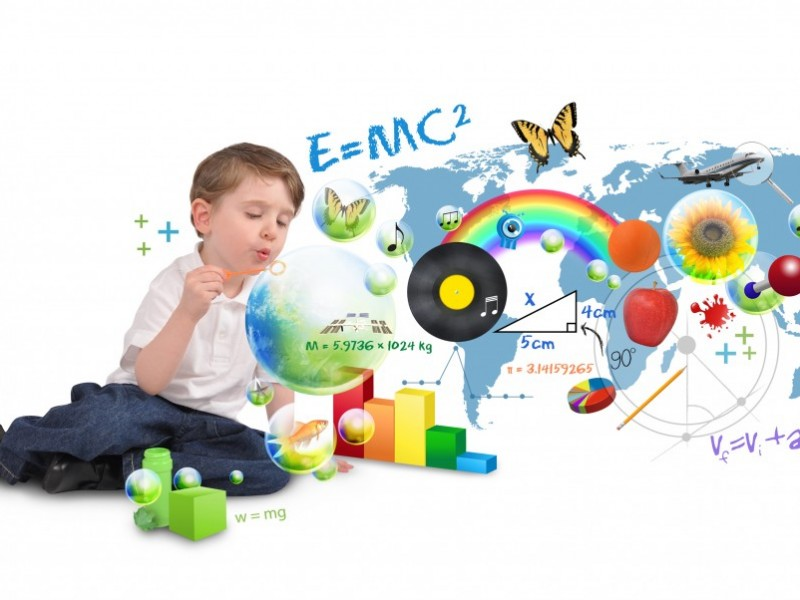 E=MC²
X
4cm
5cm
M = 5.9736 x 1024 kg
π = 3.14159265
90°
w = mg